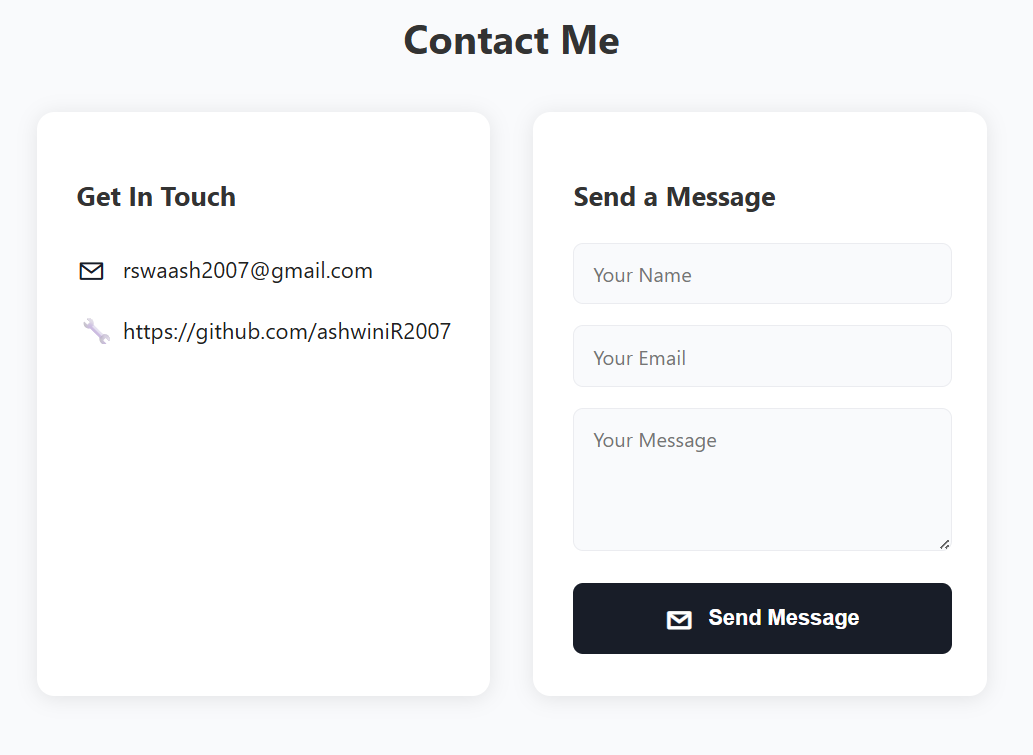 Contact Me
Get In Touch
rswaash2007@gmail.com
https://github.com/ashwiniR2007
Send a Message
Your Name
Your Email
Your Message
Send Message